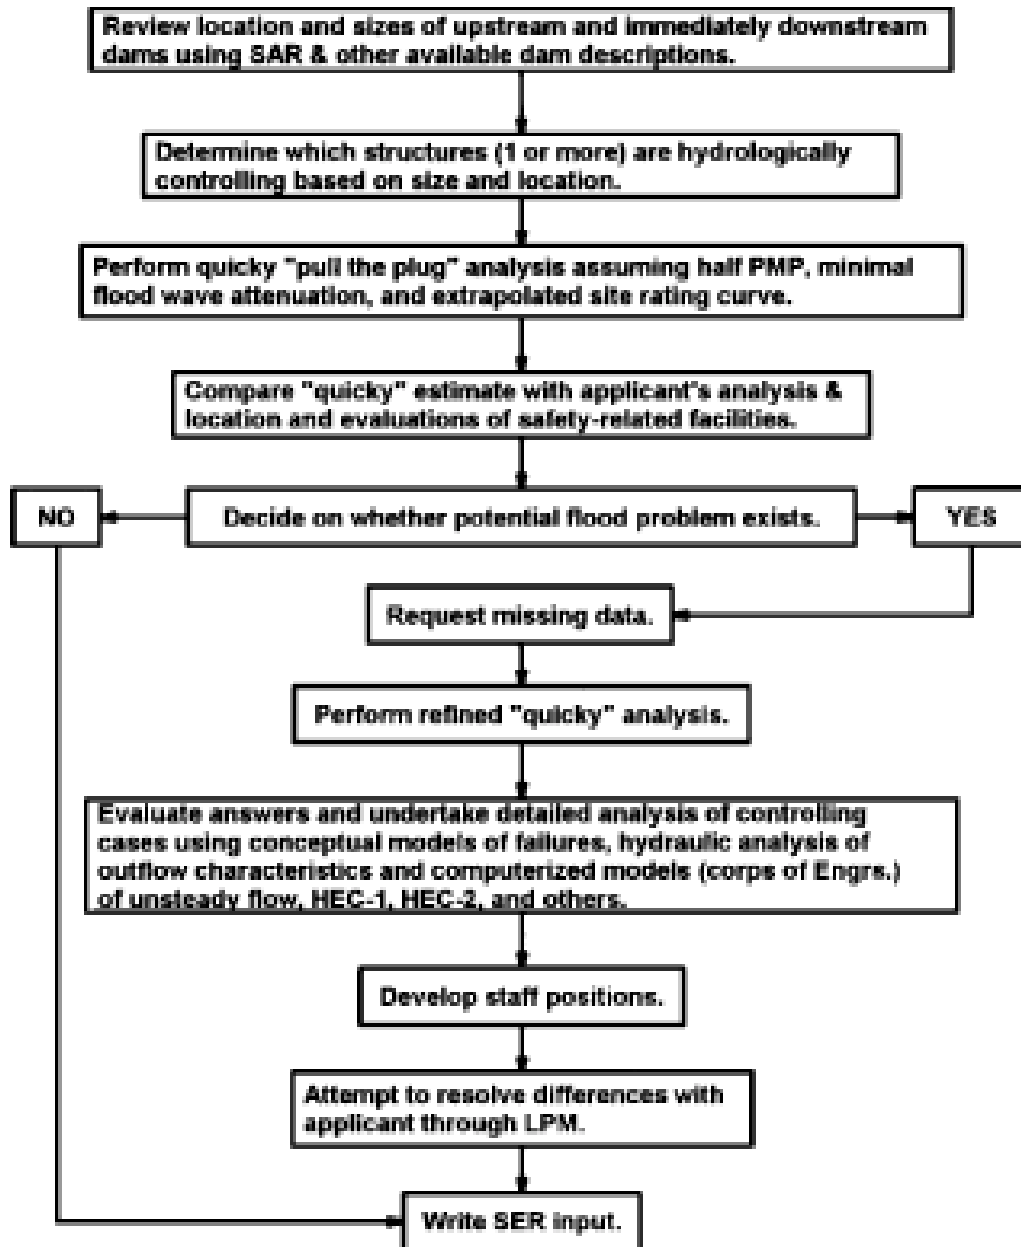 Review location and sizes of upstream and immediately downstream
dams using SAR & other available dam descriptions.
Determine which structures (1 or more) are hydrologically
controlling based on size and location.
Perform quicky "pull the plug" analysis assuming half PMP, minimal
flood wave attenuation, and extrapolated site rating curve.
Compare "quicky" estimate with applicant's analysis &
location and evaluations of safety-related facilities.
NO
Decide on whether potential flood problem exists.
YES
Request missing data.
Perform refined "quicky" analysis.
Evaluate answers and undertake detailed analysis of controlling
cases using conceptual models of failures, hydraulic analysis of
outflow characteristics and computerized models (corps of Engrs.)
of unsteady flow, HEC-1, HEC-2, and others.
Develop staff positions.
Attempt to resolve differences with
applicant through LPM.
Write SER input.